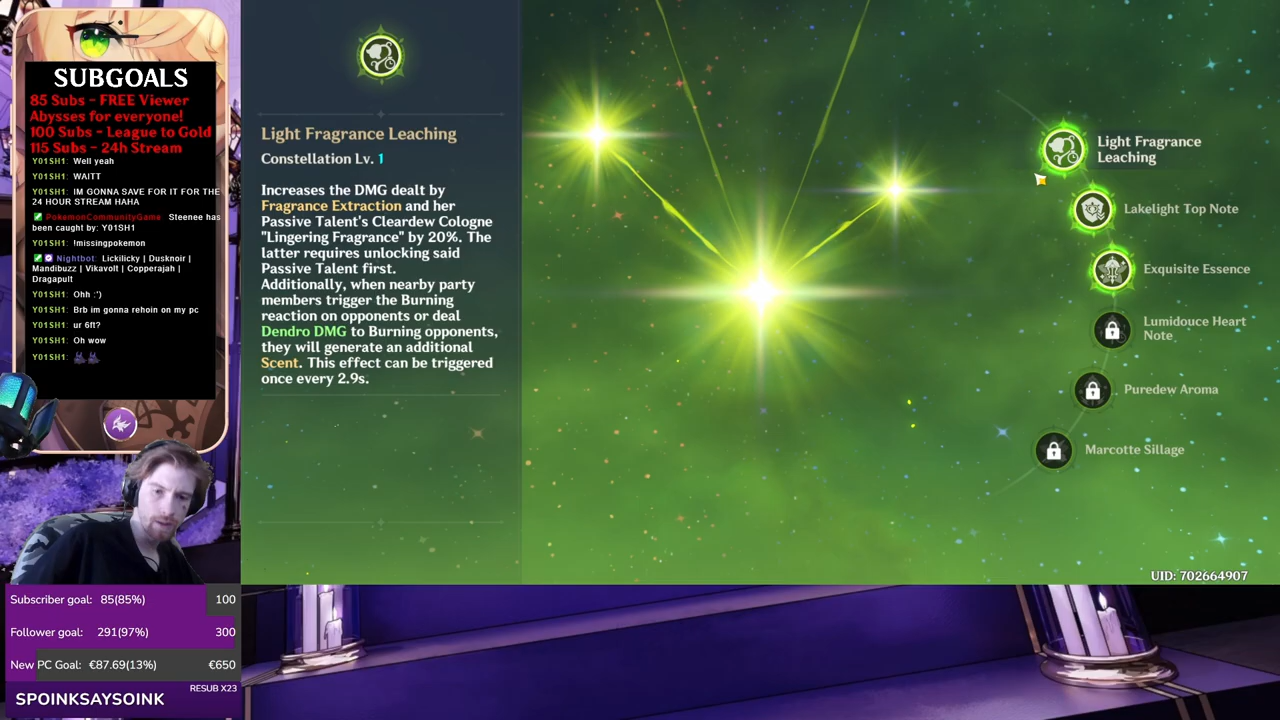 SUBGOALS
85 Subs - FREE Viewer
Abysses for everyone!
100 Subs - League to Gold
115 Subs - 24h Stream
Y01SH1: Well yeah
Y01SH1: WAITT
Y01SH1: IM GONNA SAVE FOR IT FOR THE
24 HOUR STREAM HAHA
PokemonCommunityGame: Steenee has
been caught by: Y01SH1
Y01SH1: !missingpokemon
Nightbot: Lickilicky | Dusknoir |
Mandibuzz | Vikavolt | Copperajah |
Dragapult
Y01SH1: Ohh :')
Y01SH1: Brb im gonna rehoin on my pc
Y01SH1: ur 6ft?
Y01SH1: Oh wow
Y01SH1:
Subscriber goal: 85(85%) 100
Follower goal: 291(97%) 300
New PC Goal: €87.69(13%) €650
RESUB X23
SPOINKSAYSOINK
Light Fragrance Leaching
Constellation Lv. 1
Increases the DMG dealt by
Fragrance Extraction and her
Passive Talent's Cleardew Cologne
"Lingering Fragrance" by 20%. The
latter requires unlocking said
Passive Talent first.
Additionally, when nearby party
members trigger the Burning
reaction on opponents or deal
Dendro DMG to Burning opponents,
they will generate an additional
Scent. This effect can be triggered
once every 2.9s.
Light Fragrance
Leaching
Lakelight Top Note
Exquisite Essence
Lumidouce Heart
Note
Puredew Aroma
Marcotte Sillage
UID: 702664907